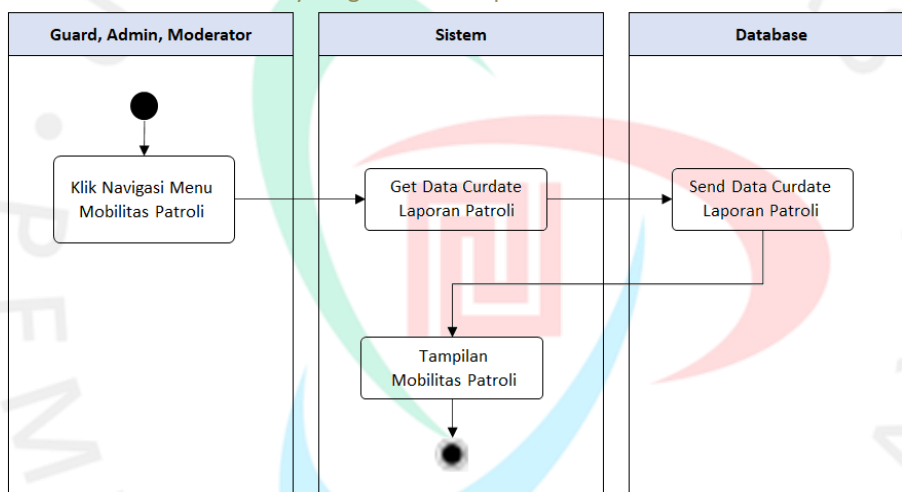 Guard, Admin, Moderator
Sistem
Database
Klik Navigasi Menu
Mobilitas Patroli
Get Data Curdate
Laporan Patroli
Send Data Curdate
Laporan Patroli
Tampilan
Mobilitas Patroli